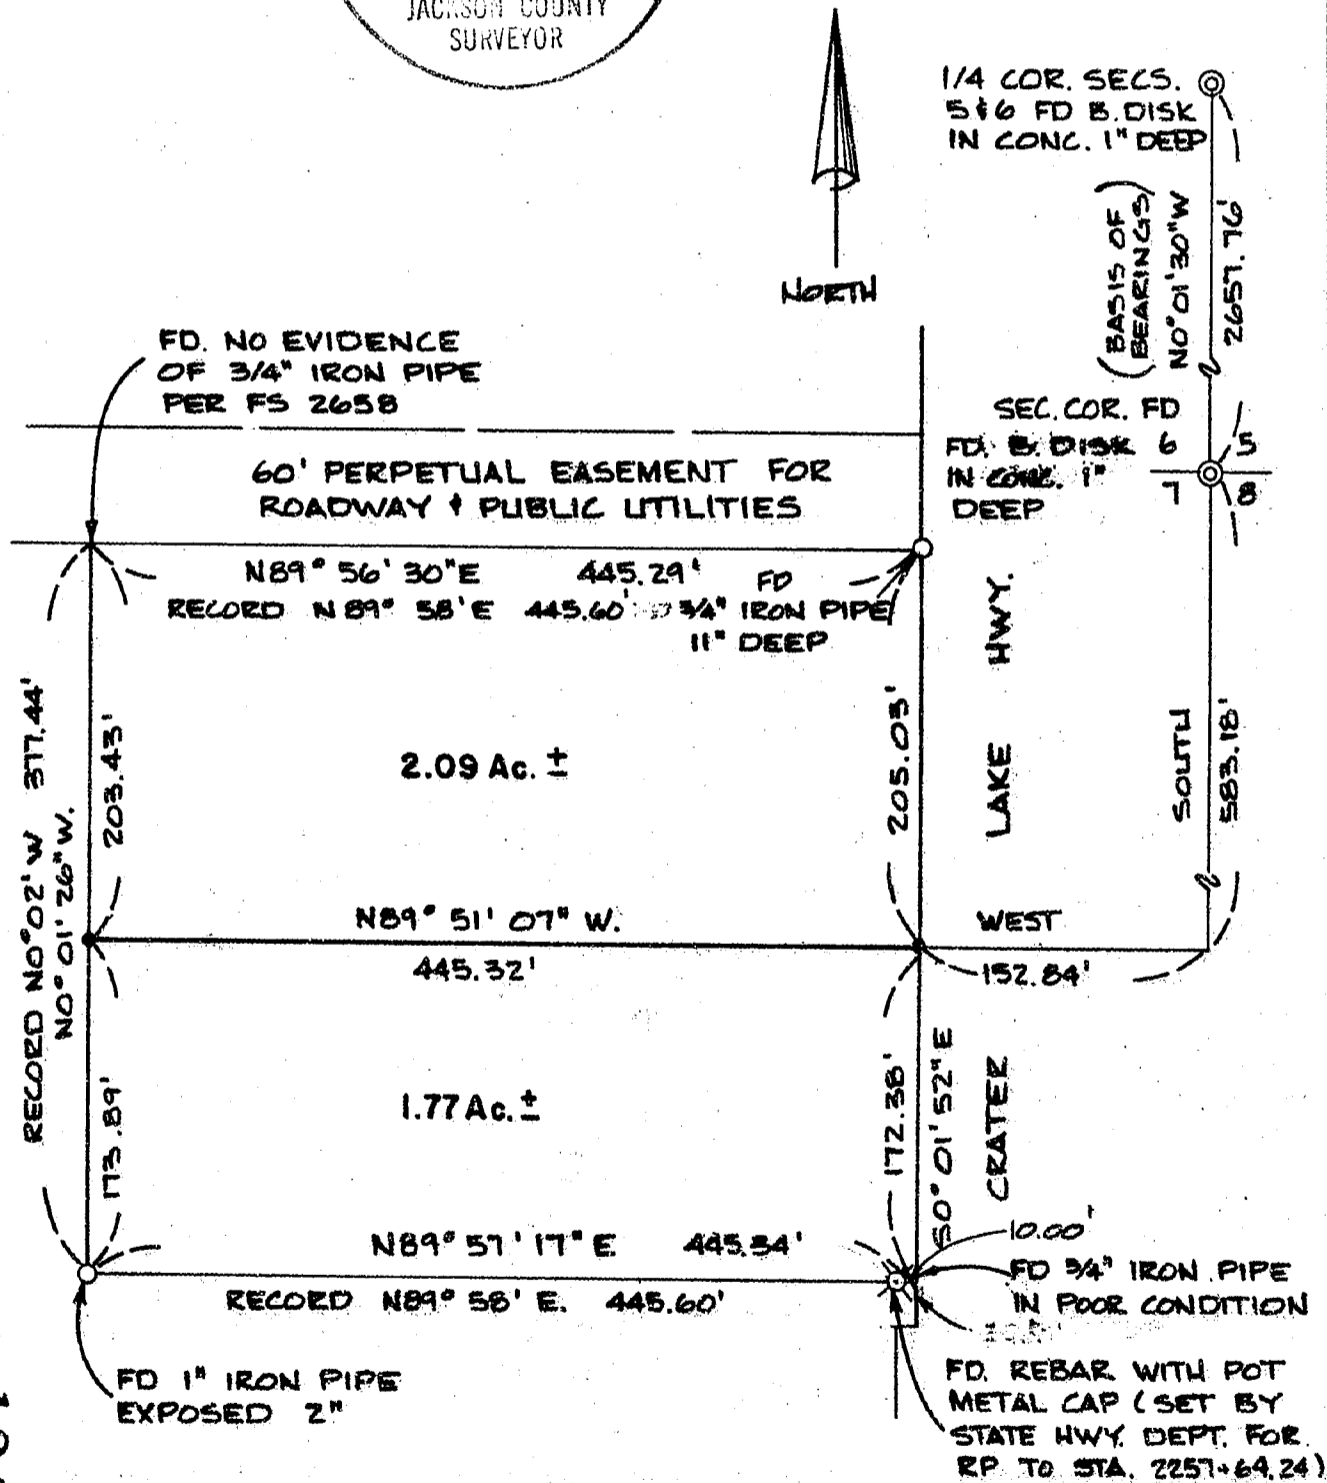 JACKSON COUNTY
SURVEYOR
1/4 COR. SECS.
5 & 6 FD B. DISK
IN CONC. 1" DEEP
(BASIS OF
BEARINGS)
N0°01'30"W
2657.76'
NORTH
FD. NO EVIDENCE
OF 3/4" IRON PIPE
PER FS 2658
SEC. COR. FD
FD. B. DISK
IN CONC. 1"
DEEP
6 5
7 8
60' PERPETUAL EASEMENT FOR
ROADWAY & PUBLIC UTILITIES
N89° 56' 30"E 445.29'
RECORD N 89° 58' E 445.60'
FD
3/4" IRON PIPE
11" DEEP
RECORD N0°02' W 377.44'
N0°01'26" W.
203.43'
2.09 Ac. ±
205.03'
LAKE HWY.
SOUTH
583.18'
N89° 51' 07" W.
445.32'
WEST
152.84'
173.89'
1.77 Ac. ±
172.38'
S0°01'52"E
CRATER
N89° 57' 17" E 445.34'
RECORD N89° 58' E. 445.60'
10.00'
FD 3/4" IRON PIPE
IN POOR CONDITION
FD 1" IRON PIPE
EXPOSED 2"
FD. REBAR WITH POT
METAL CAP (SET BY
STATE HWY. DEPT. FOR
RP TO STA. 2257+64.24)